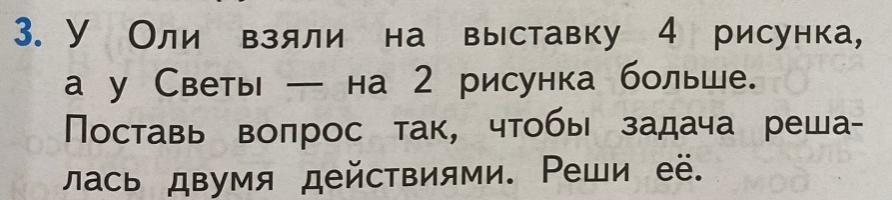 3. У Оли взяли на выставку 4 рисунка,
а у Светы — на 2 рисунка больше.
Поставь вопрос так, чтобы задача реша-
лась двумя действиями. Реши её.